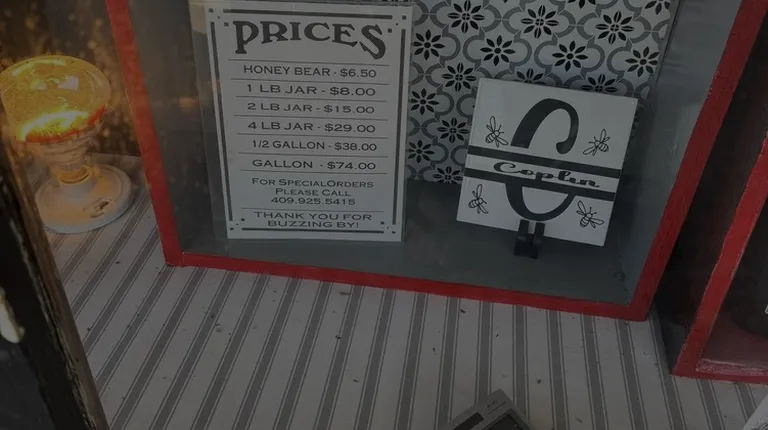 PRICES
HONEY BEAR - $6.50
1 LB JAR - $8.00
2 LB JAR - $15.00
4 LB JAR - $29.00
1/2 GALLON - $38.00
GALLON - $74.00
FOR SPECIALORDERS
PLEASE CALL
409.925.5415
THANK YOU FOR
BUZZING BY!
C
Coplin